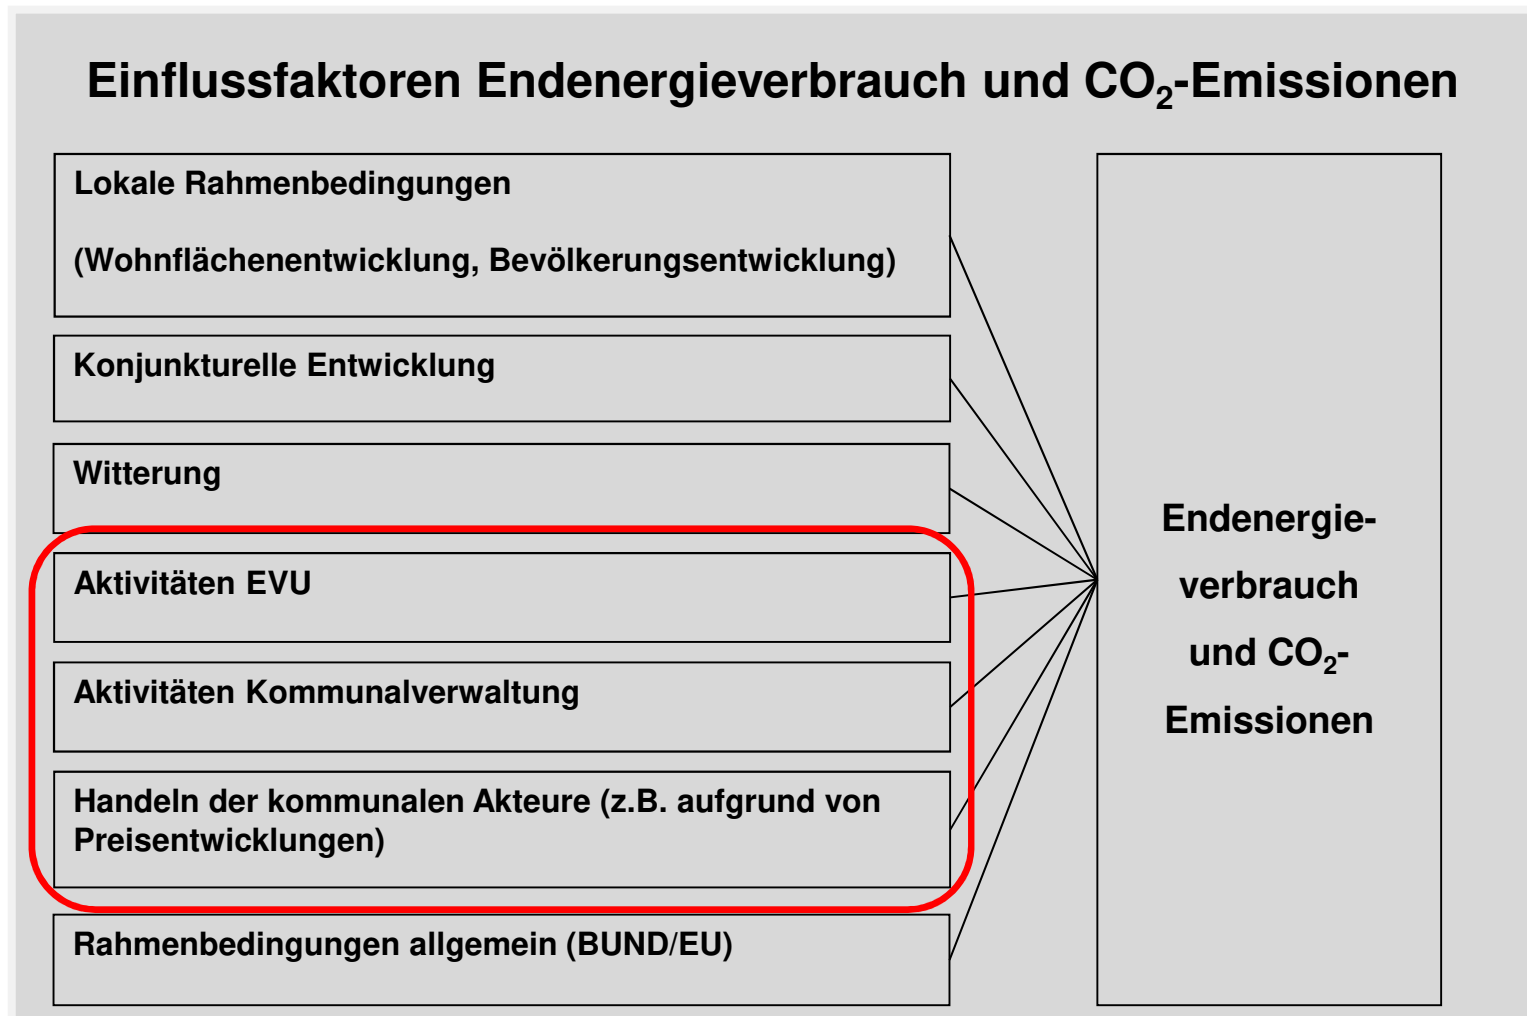 Einflussfaktoren Endenergieverbrauch und CO₂-Emissionen
Lokale Rahmenbedingungen
(Wohnflächenentwicklung, Bevölkerungsentwicklung)
Konjunkturelle Entwicklung
Witterung
Aktivitäten EVU
Aktivitäten Kommunalverwaltung
Handeln der kommunalen Akteure (z.B. aufgrund von
Preisentwicklungen)
Rahmenbedingungen allgemein (BUND/EU)
Endenergie-
verbrauch
und CO₂-
Emissionen